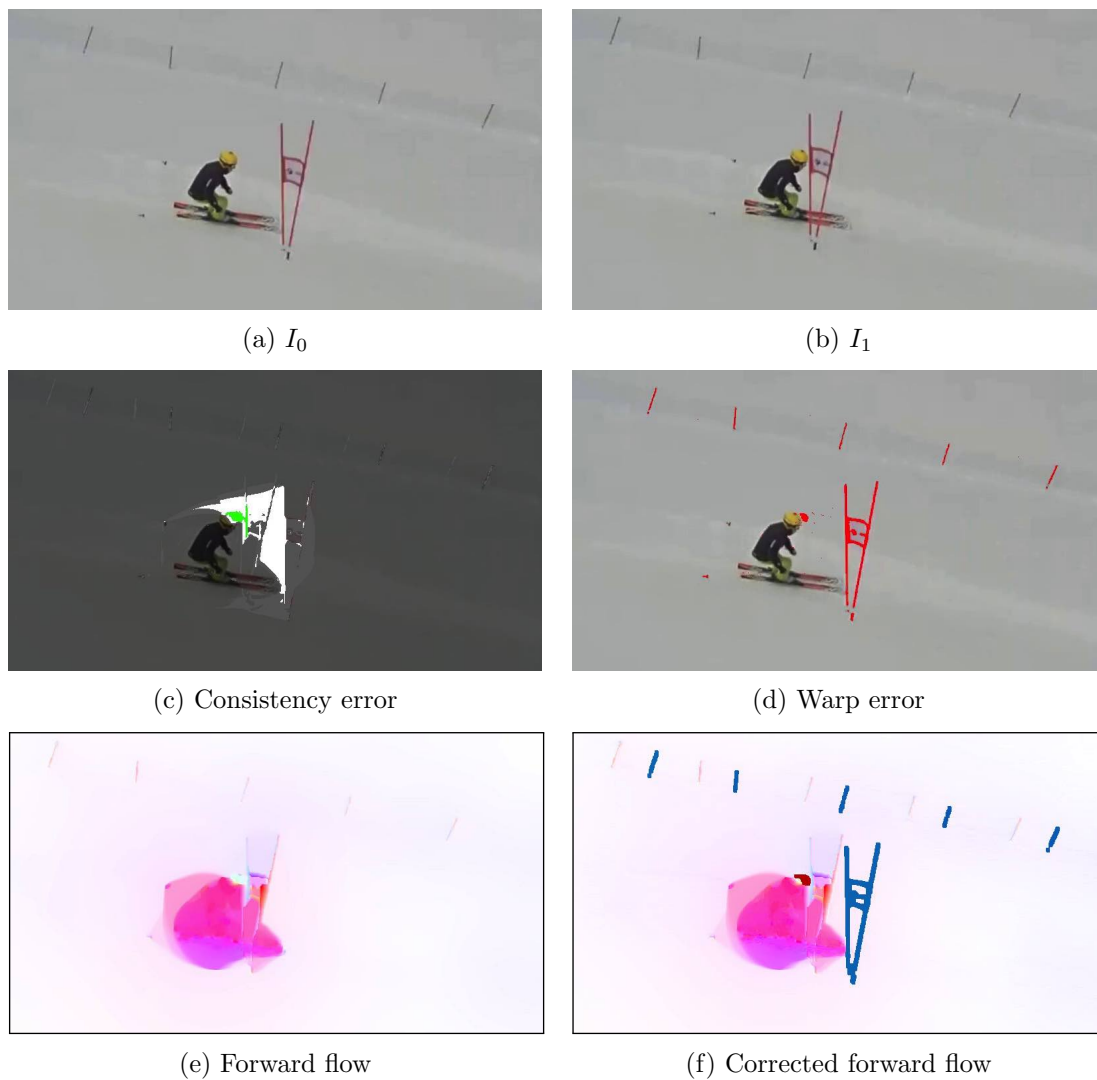 (a) I₀
(b) I₁
(c) Consistency error
(d) Warp error
(e) Forward flow
(f) Corrected forward flow